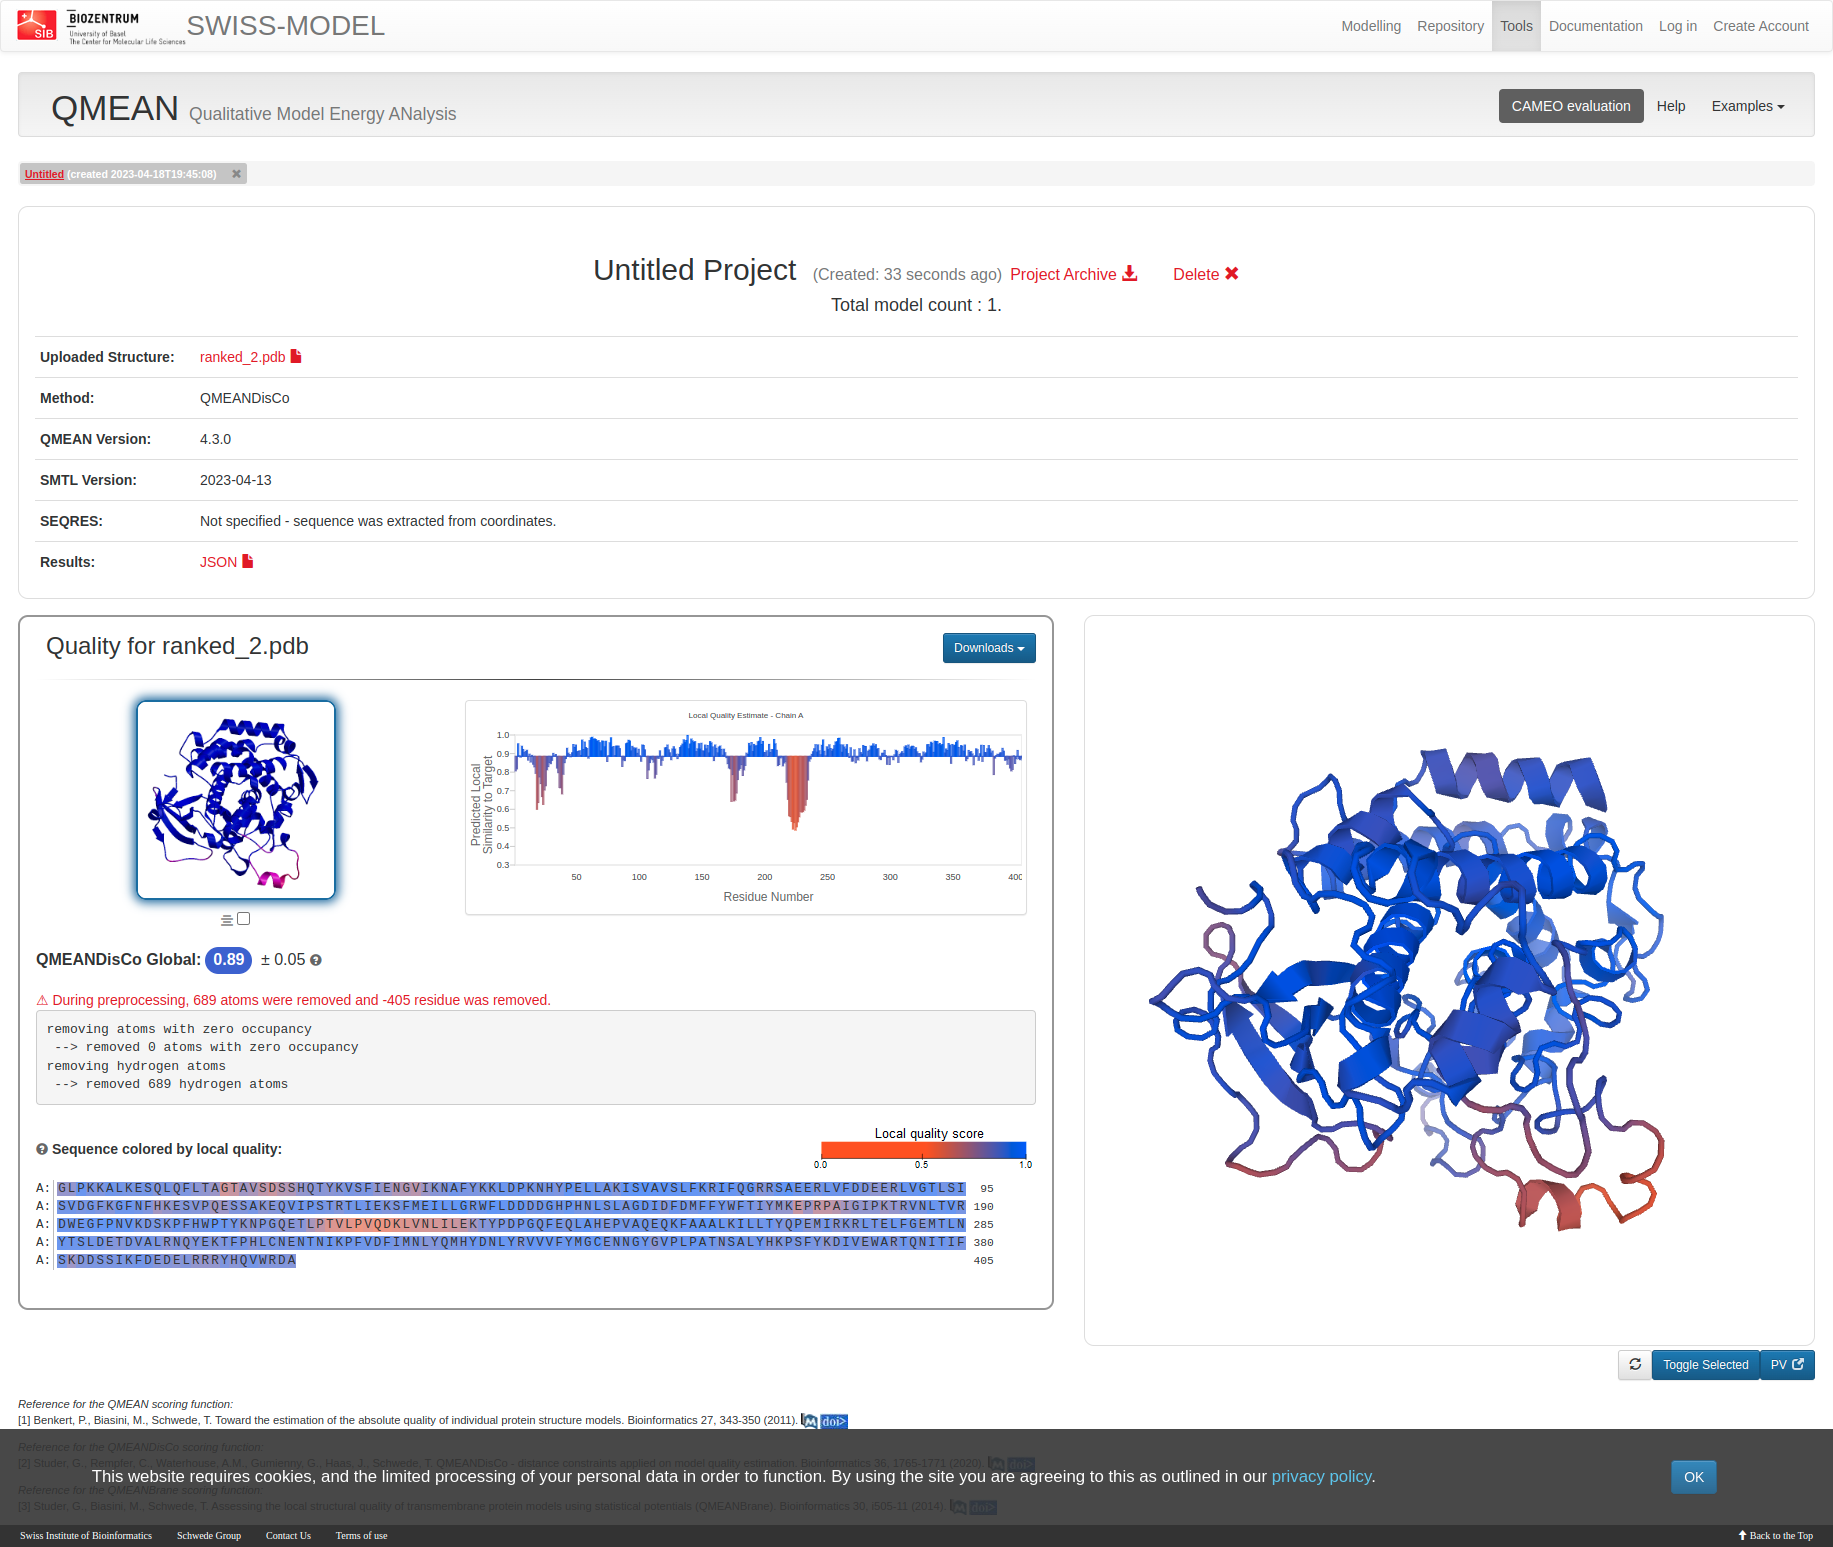 SIB
BIOZENTRUM
University of Basel
The Center for Molecular Life Sciences
SWISS-MODEL
Modelling Repository Tools Documentation Log in Create Account
QMEAN Qualitative Model Energy ANalysis
CAMEO evaluation Help Examples
Untitled (created 2023-04-18T19:45:08)
Untitled Project (Created: 33 seconds ago) Project Archive Delete
Total model count : 1.
Uploaded Structure: ranked_2.pdb
Method: QMEANDisCo
QMEAN Version: 4.3.0
SMTL Version: 2023-04-13
SEQRES: Not specified - sequence was extracted from coordinates.
Results: JSON
Quality for ranked_2.pdb
Downloads
Local Quality Estimate - Chain A
Predicted Local
Similarity to Target
1.0
0.9
0.8
0.7
0.6
0.5
0.4
0.3
50 100 150 200 250 300 350 400
Residue Number
QMEANDisCo Global: 0.89 ± 0.05
⚠ During preprocessing, 689 atoms were removed and -405 residue was removed.
removing atoms with zero occupancy
--> removed 0 atoms with zero occupancy
removing hydrogen atoms
--> removed 689 hydrogen atoms
Sequence colored by local quality:
Local quality score
0.0 0.5 1.0
A: GLPKKALKESQLQFLTAGTAVSDSSHQTYKVSFIENGVIKNAFYKKLDPKNHYPELLAKISVAVSLFKRIFQGRRSAEERLVFDDEERLVGTLSI 95
A: SVDGFKGFNFHKESVPQESSAKEQVIPSTRTLIEKSFMEILLGRWFLDDDDGHPHNLSLAGDIDFDMFFYWFTIYMKEPRPAIGIPKTRVNLTVR 190
A: DWEGFPNVKDSKPFHWPTYKNPGQETLPTVLPVQDKLVNLILEKTYPDPGQFEQLAHEPVAQEQKFAAALKILLTYQPEMIRKRLTELFGEMTLN 285
A: YTSLDETDVALRNQYEKTFPHLCNENTNIKPFVDFIMNLYQMHYDNLYRVVVFYMGCENNGYGVPLPATNSALYHKPSFYKDIVEWARTQNITIF 380
A: SKDDSSIKFDEDELRRRYHQVWRDA 405
Toggle Selected PV
Reference for the QMEAN scoring function:
[1] Benkert, P., Biasini, M., Schwede, T. Toward the estimation of the absolute quality of individual protein structure models. Bioinformatics 27, 343-350 (2011). M doi>
Reference for the QMEANDisCo scoring function:
[2] Studer, G., Rempfer, C., Waterhouse, A.M., Gumienny, G., Haas, J., Schwede, T. QMEANDisCo - distance constraints applied on model quality estimation. Bioinformatics 36, 1765-1771 (2020). M doi>
This website requires cookies, and the limited processing of your personal data in order to function. By using the site you are agreeing to this as outlined in our privacy policy. OK
Reference for the QMEANBrane scoring function:
[3] Studer, G., Biasini, M., Schwede, T. Assessing the local structural quality of transmembrane protein models using statistical potentials (QMEANBrane). Bioinformatics 30, i505-11 (2014). M doi>
Swiss Institute of Bioinformatics Schwede Group Contact Us Terms of use Back to the Top